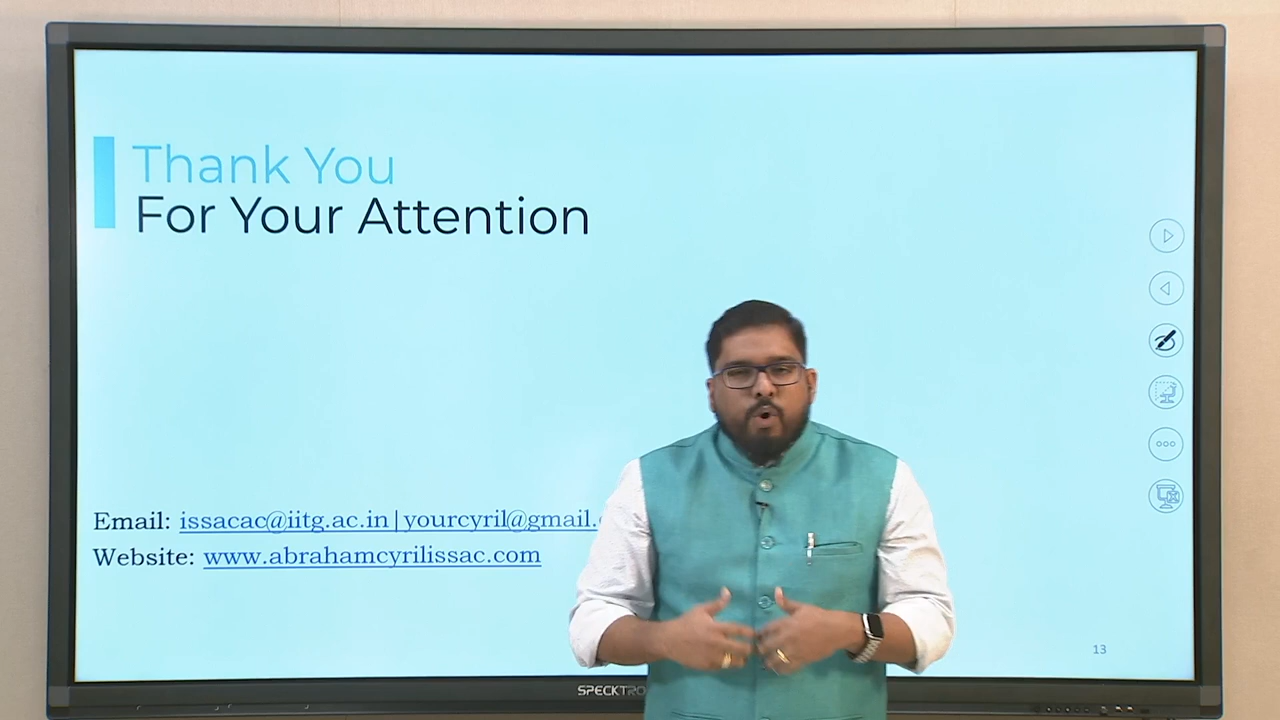 Thank You
For Your Attention
Email: issacac@iitg.ac.in|yourcyril@gmail.
Website: www.abrahamcyrilissac.com
13
SPECKTRO